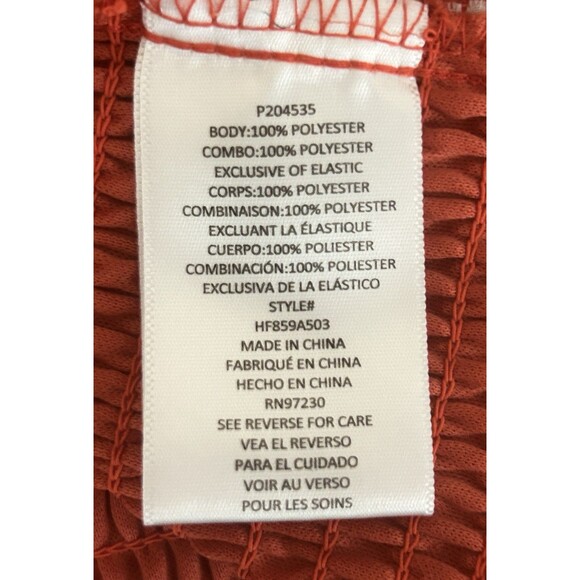 P204535
BODY:100% POLYESTER
COMBO:100% POLYESTER
EXCLUSIVE OF ELASTIC
CORPS:100% POLYESTER
COMBINAISON:100% POLYESTER
EXCLUANT LA ÉLASTIQUE
CUERPO:100% POLIESTER
COMBINACIÓN:100% POLIESTER
EXCLUSIVA DE LA ELÁSTICO
STYLE#
HF859A503
MADE IN CHINA
FABRIQUÉ EN CHINA
HECHO EN CHINA
RN97230
SEE REVERSE FOR CARE
VEA EL REVERSO
PARA EL CUIDADO
VOIR AU VERSO
POUR LES SOINS